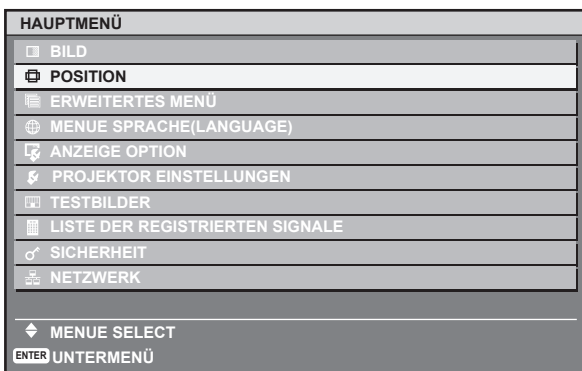 HAUPTMENÜ
BILD
POSITION
ERWEITERTES MENÜ
MENUE SPRACHE(LANGUAGE)
ANZEIGE OPTION
PROJEKTOR EINSTELLUNGEN
TESTBILDER
LISTE DER REGISTRIERTEN SIGNALE
SICHERHEIT
NETZWERK
MENUE SELECT
ENTER UNTERMENÜ